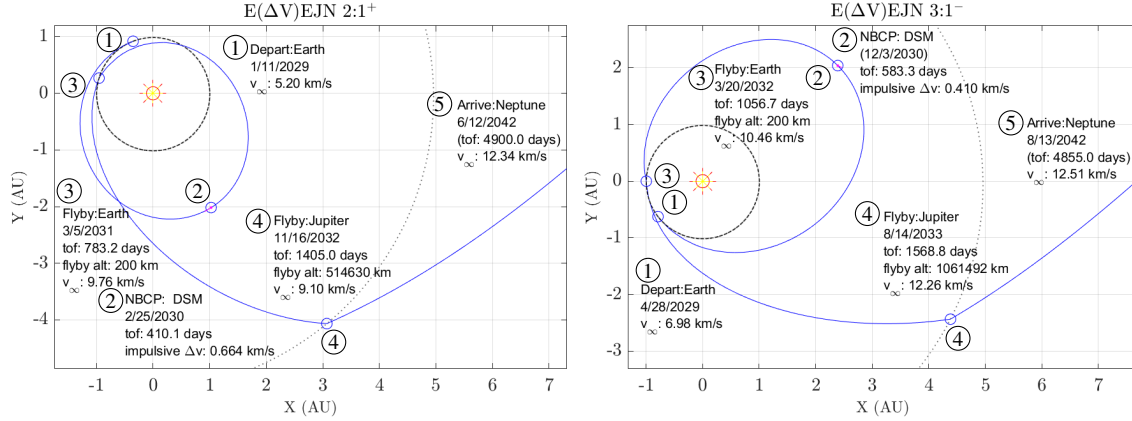 E(ΔV)EJN 2:1⁺
1
Depart:Earth
1/11/2029
v∞: 5.20 km/s
1
3
5
Arrive:Neptune
6/12/2042
(tof: 4900.0 days)
v∞: 12.34 km/s
2
3
Flyby:Earth
3/5/2031
tof: 783.2 days
flyby alt: 200 km
v∞: 9.76 km/s
4
Flyby:Jupiter
11/16/2032
tof: 1405.0 days
flyby alt: 514630 km
v∞: 9.10 km/s
2
NBCP: DSM
2/25/2030
tof: 410.1 days
impulsive Δv: 0.664 km/s
4
1
0
-1
-2
-3
-4
Y (AU)
-1 0 1 2 3 4 5 6 7
X (AU)
E(ΔV)EJN 3:1⁻
2
NBCP: DSM
(12/3/2030)
tof: 583.3 days
impulsive Δv: 0.410 km/s
2
3
Flyby:Earth
3/20/2032
tof: 1056.7 days
flyby alt: 200 km
v∞: 10.46 km/s
5
Arrive:Neptune
8/13/2042
(tof: 4855.0 days)
v∞: 12.51 km/s
3
1
4
Flyby:Jupiter
8/14/2033
tof: 1568.8 days
flyby alt: 1061492 km
v∞: 12.26 km/s
1
Depart:Earth
4/28/2029
v∞: 6.98 km/s
4
2
1
0
-1
-2
-3
Y (AU)
-1 0 1 2 3 4 5 6 7
X (AU)